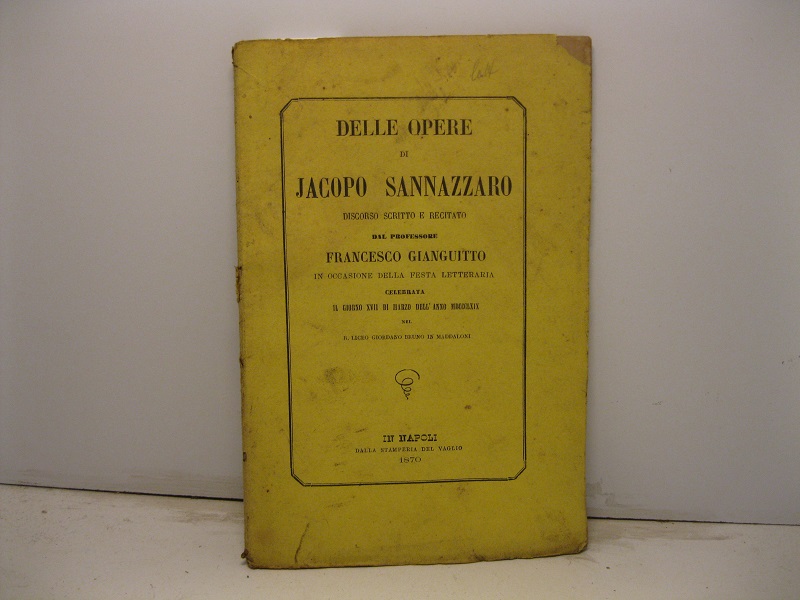 DELLE OPERE
DI
JACOPO SANNAZZARO
DISCORSO SCRITTO E RECITATO
DAL PROFESSORE
FRANCESCO GIANGUITTO
IN OCCASIONE DELLA FESTA LETTERARIA
CELEBRATA
IL GIORNO XVII DI MARZO DELL'ANNO MDCCCLXIX
NEL
R. LICEO GIORDANO BRUNO IN MADDALONI
IN NAPOLI
DALLA STAMPERIA DEL VAGLIO
1870